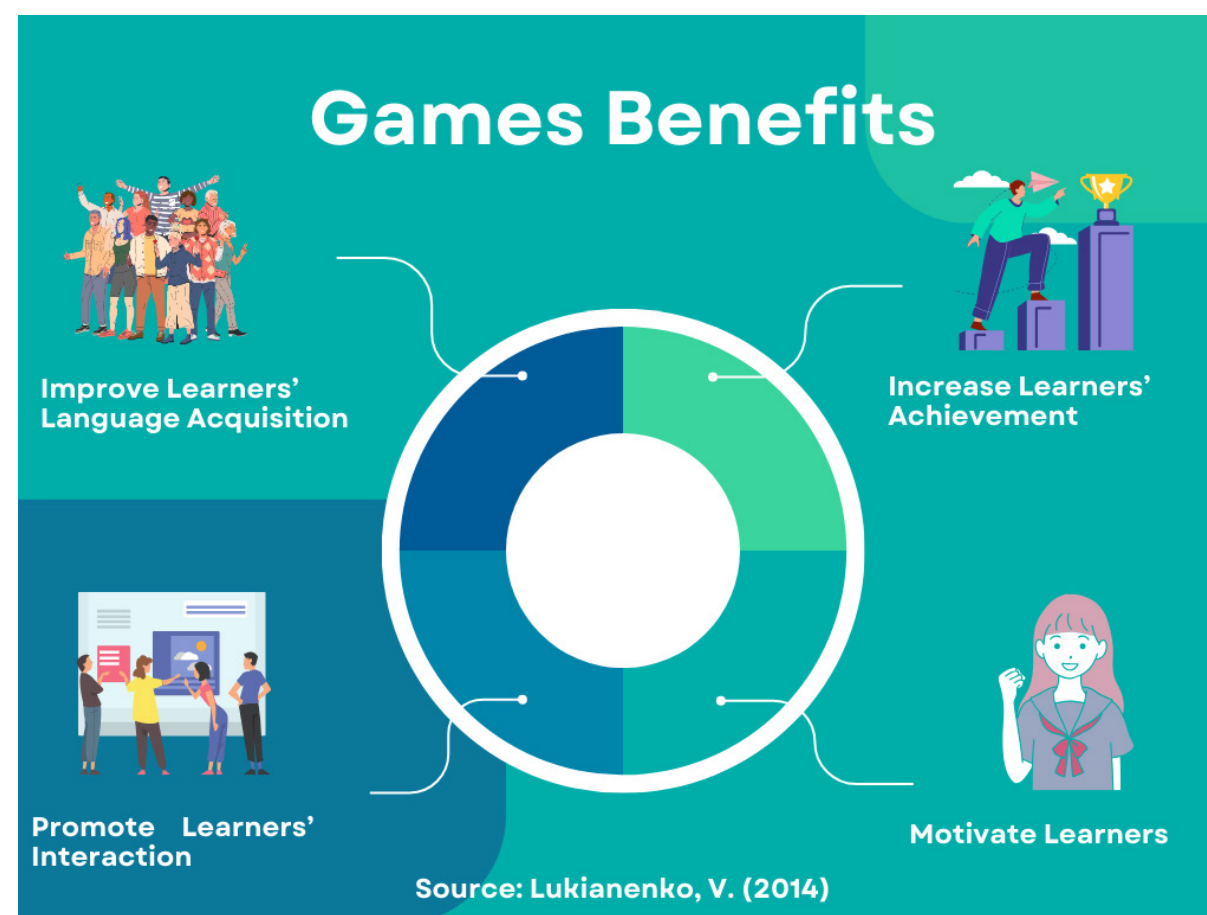 Games Benefits
Improve Learners’
Language Acquisition
Increase Learners’
Achievement
Promote Learners’
Interaction
Motivate Learners
Source: Lukianenko, V. (2014)